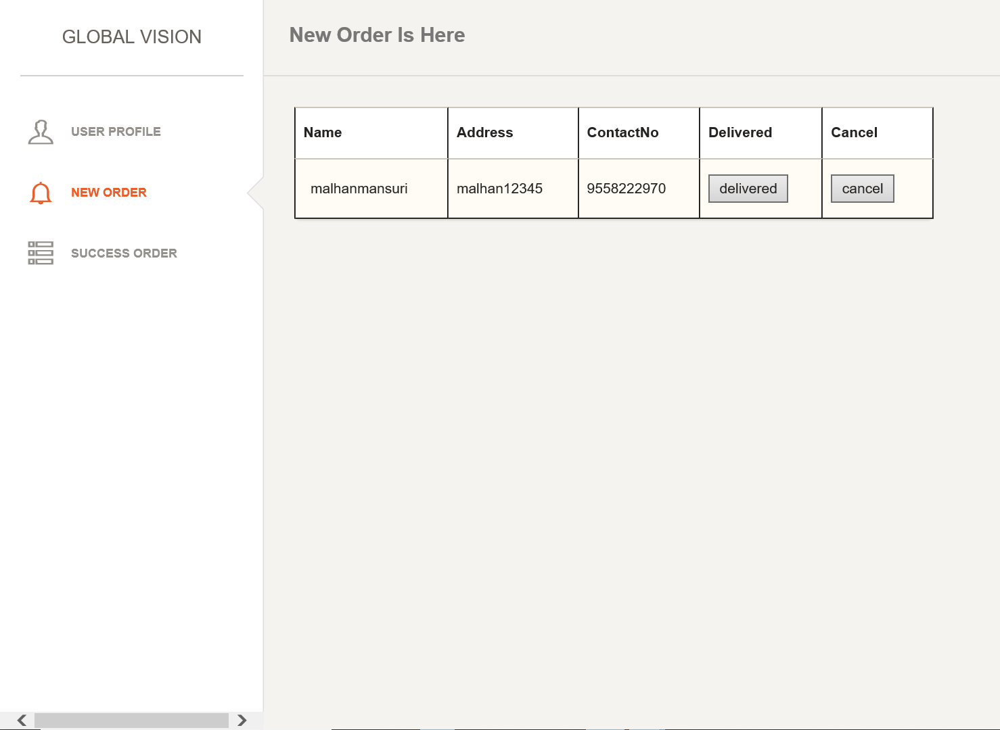 GLOBAL VISION
New Order Is Here
USER PROFILE
NEW ORDER
SUCCESS ORDER
Name Address ContactNo Delivered Cancel
malhanmansuri malhan12345 9558222970 delivered cancel